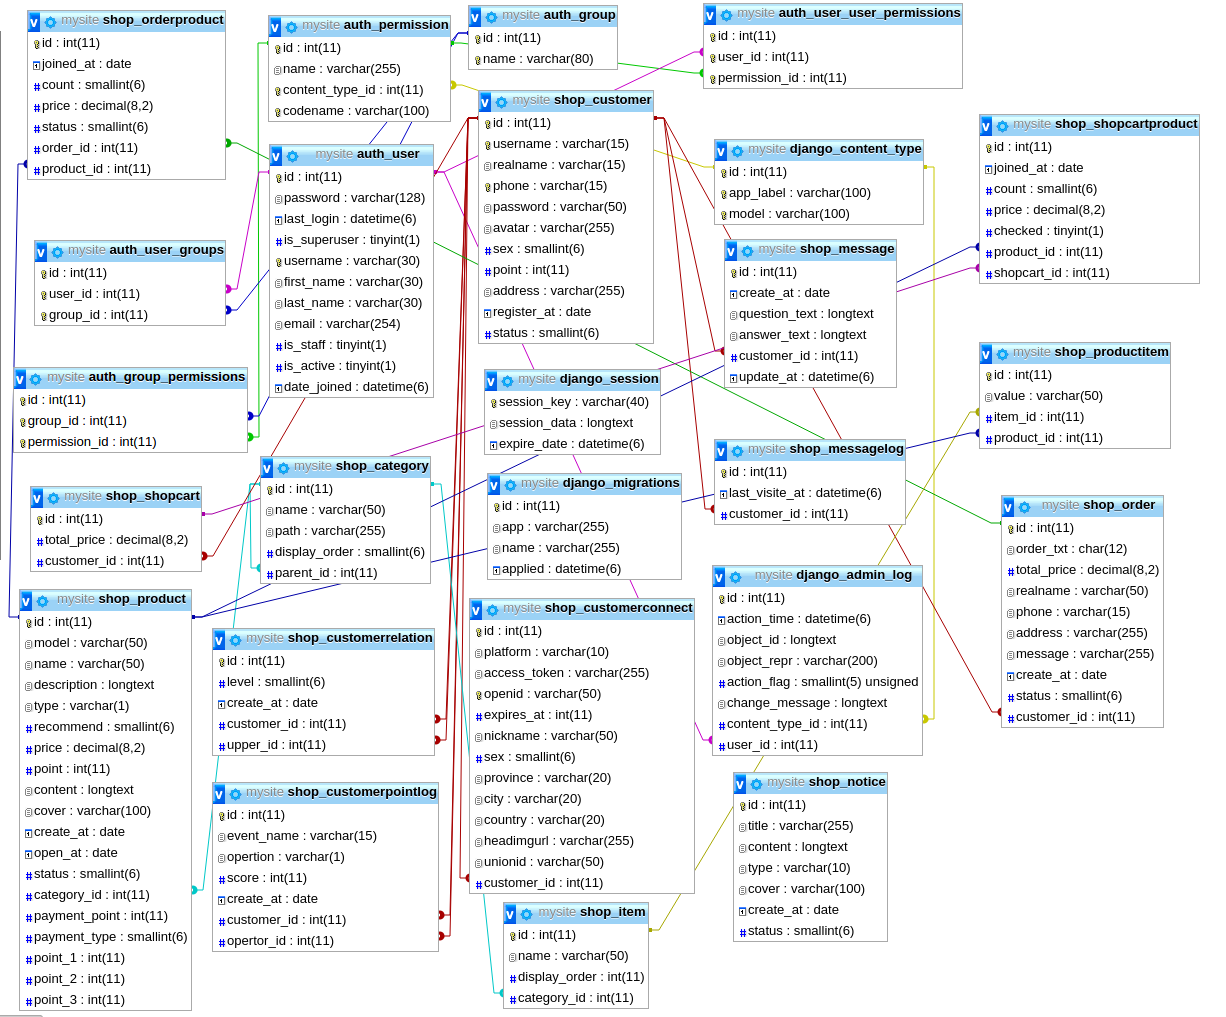 mysite shop_orderproduct
id : int(11)
joined_at : date
count : smallint(6)
price : decimal(8,2)
status : smallint(6)
order_id : int(11)
product_id : int(11)
mysite auth_permission
id : int(11)
name : varchar(255)
content_type_id : int(11)
codename : varchar(100)
mysite auth_group
id : int(11)
name : varchar(80)
mysite auth_user_user_permissions
id : int(11)
user_id : int(11)
permission_id : int(11)
mysite shop_customer
id : int(11)
username : varchar(15)
realname : varchar(15)
phone : varchar(15)
password : varchar(50)
avatar : varchar(255)
sex : smallint(6)
point : int(11)
address : varchar(255)
register_at : date
status : smallint(6)
mysite shop_shopcartproduct
id : int(11)
joined_at : date
count : smallint(6)
price : decimal(8,2)
checked : tinyint(1)
product_id : int(11)
shopcart_id : int(11)
mysite django_content_type
id : int(11)
app_label : varchar(100)
model : varchar(100)
mysite auth_user
id : int(11)
password : varchar(128)
last_login : datetime(6)
is_superuser : tinyint(1)
username : varchar(30)
first_name : varchar(30)
last_name : varchar(30)
email : varchar(254)
is_staff : tinyint(1)
is_active : tinyint(1)
date_joined : datetime(6)
mysite auth_user_groups
id : int(11)
user_id : int(11)
group_id : int(11)
mysite shop_message
id : int(11)
create_at : date
question_text : longtext
answer_text : longtext
customer_id : int(11)
update_at : datetime(6)
mysite shop_productitem
id : int(11)
value : varchar(50)
item_id : int(11)
product_id : int(11)
mysite auth_group_permissions
id : int(11)
group_id : int(11)
permission_id : int(11)
mysite django_session
session_key : varchar(40)
session_data : longtext
expire_date : datetime(6)
mysite shop_messagelog
id : int(11)
last_visite_at : datetime(6)
customer_id : int(11)
mysite shop_category
id : int(11)
name : varchar(50)
path : varchar(255)
display_order : smallint(6)
parent_id : int(11)
mysite django_migrations
id : int(11)
app : varchar(255)
name : varchar(255)
applied : datetime(6)
mysite shop_shopcart
id : int(11)
total_price : decimal(8,2)
customer_id : int(11)
mysite shop_order
id : int(11)
order_txt : char(12)
total_price : decimal(8,2)
realname : varchar(50)
phone : varchar(15)
address : varchar(255)
message : varchar(255)
create_at : date
status : smallint(6)
customer_id : int(11)
mysite django_admin_log
id : int(11)
action_time : datetime(6)
object_id : longtext
object_repr : varchar(200)
action_flag : smallint(5) unsigned
change_message : longtext
content_type_id : int(11)
user_id : int(11)
mysite shop_product
id : int(11)
model : varchar(50)
name : varchar(50)
description : longtext
type : varchar(1)
recommend : smallint(6)
price : decimal(8,2)
point : int(11)
content : longtext
cover : varchar(100)
create_at : date
open_at : date
status : smallint(6)
category_id : int(11)
payment_point : int(11)
payment_type : smallint(6)
point_1 : int(11)
point_2 : int(11)
point_3 : int(11)
mysite shop_customerrelation
id : int(11)
level : smallint(6)
create_at : date
customer_id : int(11)
upper_id : int(11)
mysite shop_customerconnect
id : int(11)
platform : varchar(10)
access_token : varchar(255)
openid : varchar(50)
expires_at : int(11)
nickname : varchar(50)
sex : smallint(6)
province : varchar(20)
city : varchar(20)
country : varchar(20)
headimgurl : varchar(255)
unionid : varchar(50)
customer_id : int(11)
mysite shop_customerpointlog
id : int(11)
event_name : varchar(15)
opertion : varchar(1)
score : int(11)
create_at : date
customer_id : int(11)
opertor_id : int(11)
mysite shop_notice
id : int(11)
title : varchar(255)
content : longtext
type : varchar(10)
cover : varchar(100)
create_at : date
status : smallint(6)
mysite shop_item
id : int(11)
name : varchar(50)
display_order : int(11)
category_id : int(11)